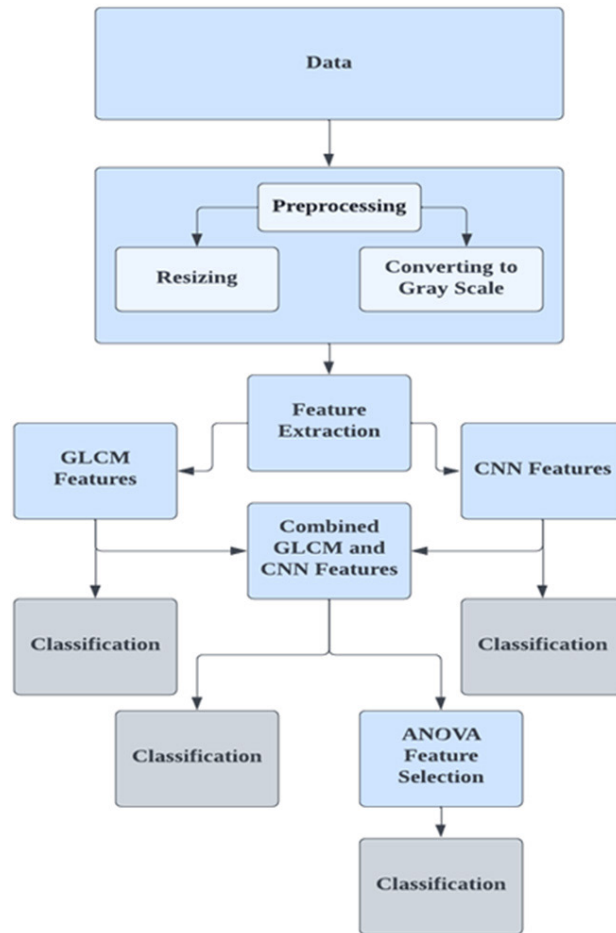 Data
Preprocessing
Resizing
Converting to
Gray Scale
Feature
Extraction
GLCM
Features
CNN Features
Combined
GLCM and
CNN Features
Classification
Classification
Classification
ANOVA
Feature
Selection
Classification